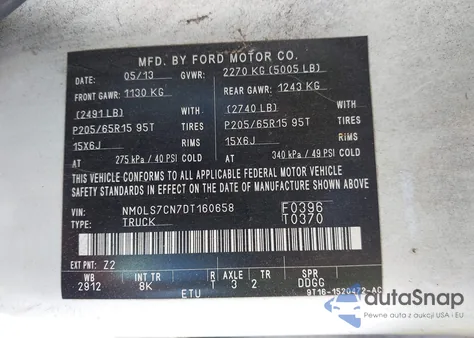 MFD. BY FORD MOTOR CO.
DATE: 05/13 GVWR: 2270 KG (5005 LB)
FRONT GAWR: 1130 KG REAR GAWR: 1243 KG
(2491 LB) WITH (2740 LB) WITH
P205/65R15 95T TIRES P205/65R15 95T TIRES
15X6J RIMS 15X6J RIMS
AT 275 kPa / 40 PSI COLD AT 340 kPa / 49 PSI COLD
THIS VEHICLE CONFORMS TO ALL APPLICABLE FEDERAL MOTOR VEHICLE
SAFETY STANDARDS IN EFFECT ON THE DATE OF MANUFACTURE SHOWN ABOVE.
VIN: NM0LS7CN7DT160658 F0396
TYPE: TRUCK T0370
EXT PNT: Z2
WB INT TR R AXLE TR SPR
2912 8K T 3 2 DDGG
ETU 9T16-1520472-AC
autaSnap
Pewne auta z aukcji USA i EU